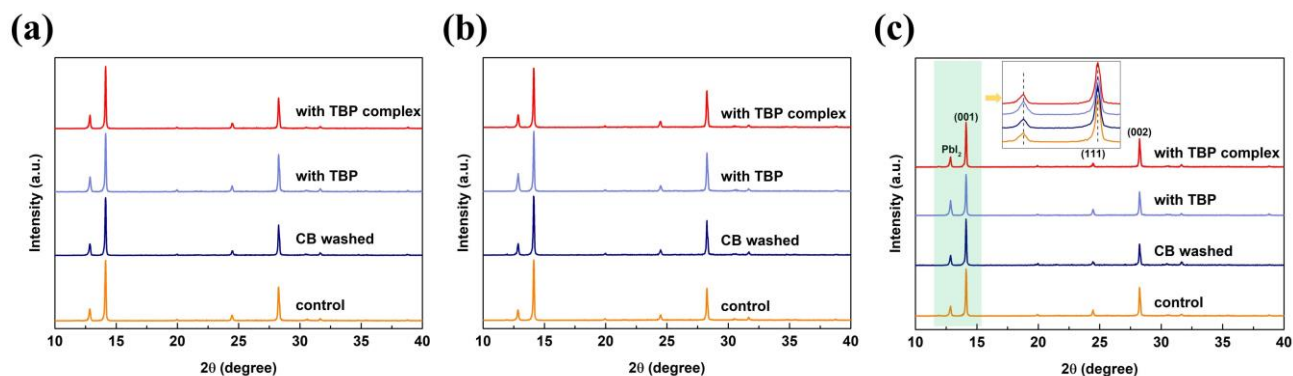 (a)
Intensity (a.u.)
with TBP complex
with TBP
CB washed
control
10 15 20 25 30 35 40
2θ (degree)
(b)
Intensity (a.u.)
with TBP complex
with TBP
CB washed
control
10 15 20 25 30 35 40
2θ (degree)
(c)
Intensity (a.u.)
(001)
PbI₂
(111)
(002)
with TBP complex
with TBP
CB washed
control
10 15 20 25 30 35 40
2θ (degree)